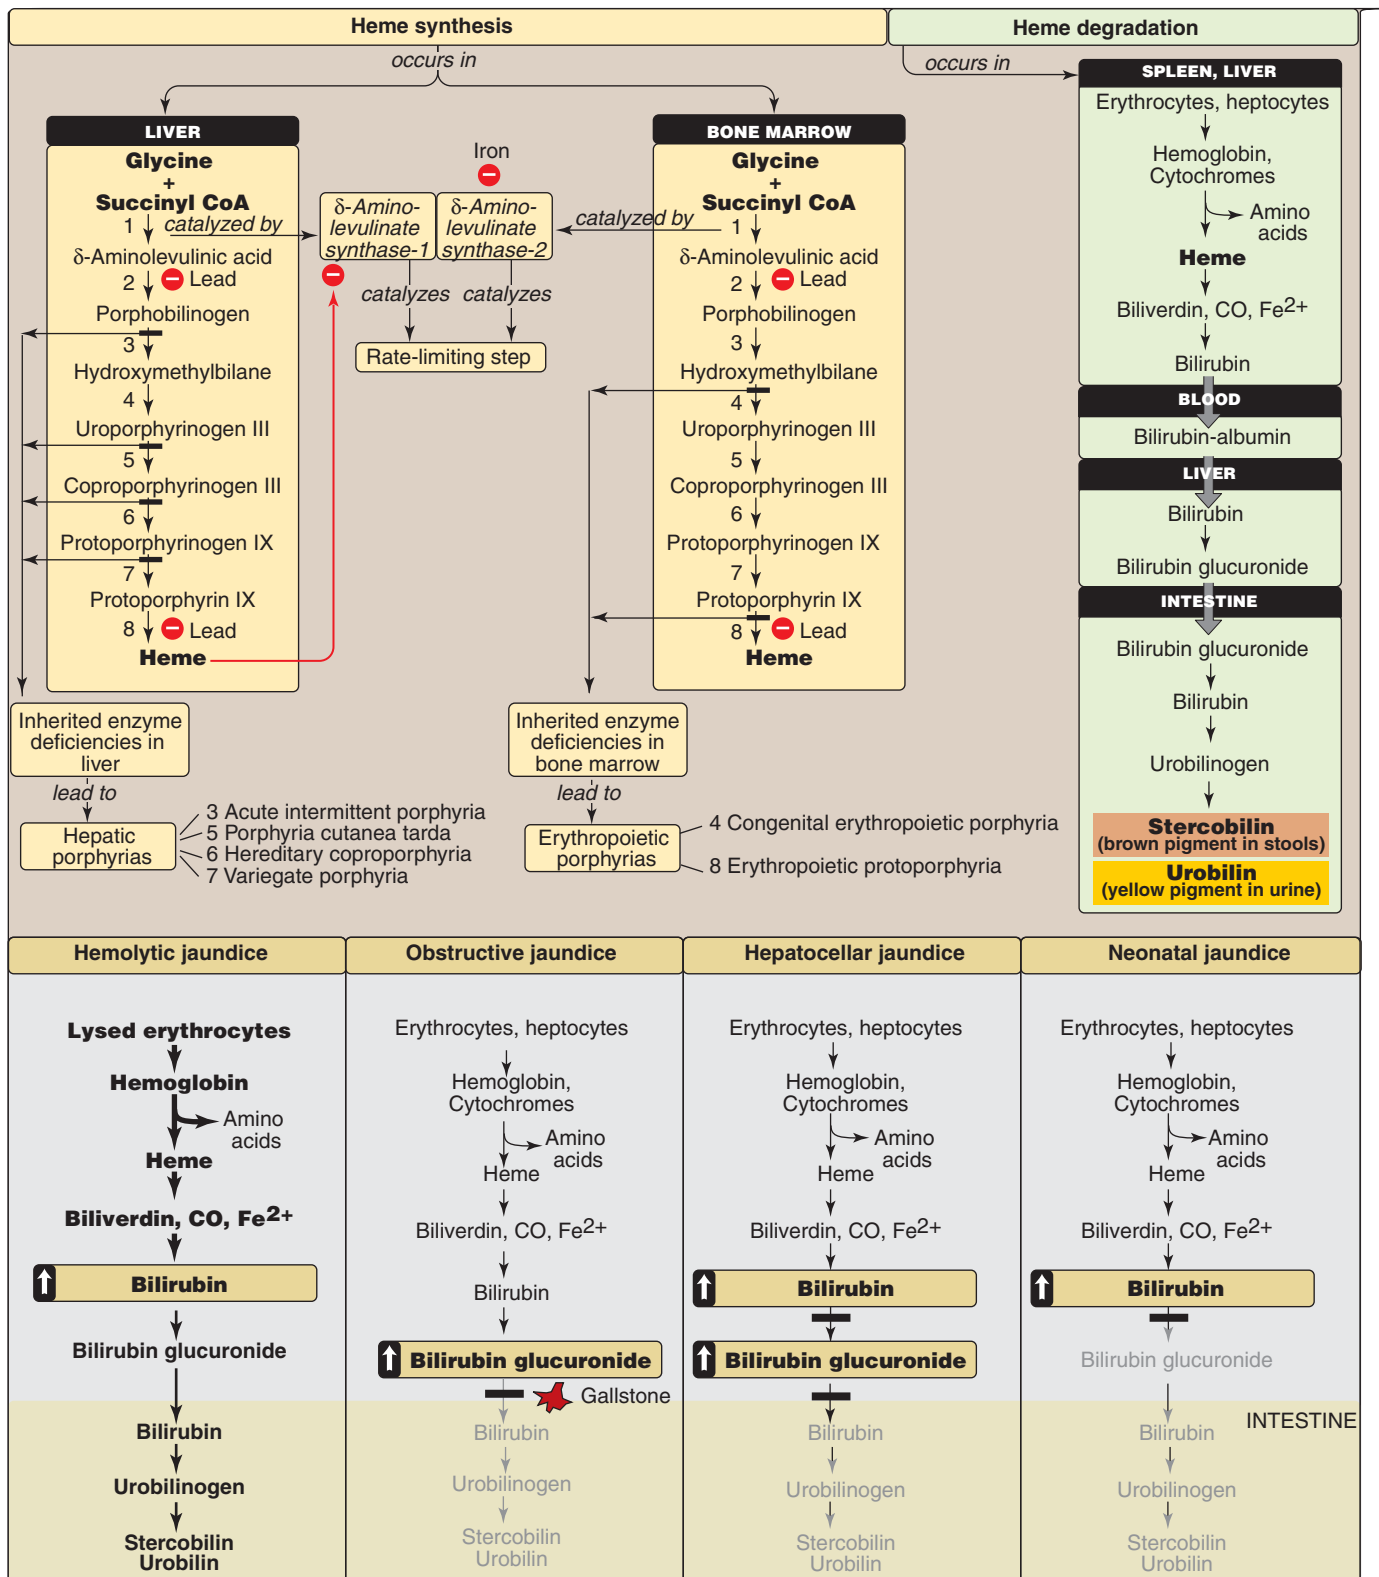 Heme synthesis
occurs in
LIVER
Glycine
+
Succinyl CoA
1
catalyzed by
δ-Aminolevulinic acid
2
− Lead
Porphobilinogen
3
Hydroxymethylbilane
4
Uroporphyrinogen III
5
Coproporphyrinogen III
6
Protoporphyrinogen IX
7
Protoporphyrin IX
8
− Lead
Heme
Iron
−
δ-Amino-
levulinate
synthase-1
δ-Amino-
levulinate
synthase-2
−
catalyzes
catalyzes
Rate-limiting step
BONE MARROW
Glycine
+
Succinyl CoA
catalyzed by
1
δ-Aminolevulinic acid
2
− Lead
Porphobilinogen
3
Hydroxymethylbilane
4
Uroporphyrinogen III
5
Coproporphyrinogen III
6
Protoporphyrinogen IX
7
Protoporphyrin IX
8
− Lead
Heme
Inherited enzyme
deficiencies in
liver
lead to
Hepatic
porphyrias
3 Acute intermittent porphyria
5 Porphyria cutanea tarda
6 Hereditary coproporphyria
7 Variegate porphyria
Inherited enzyme
deficiencies in
bone marrow
lead to
Erythropoietic
porphyrias
4 Congenital erythropoietic porphyria
8 Erythropoietic protoporphyria
Heme degradation
occurs in
SPLEEN, LIVER
Erythrocytes, heptocytes
Hemoglobin,
Cytochromes
Amino
acids
Heme
Biliverdin, CO, Fe2+
Bilirubin
BLOOD
Bilirubin-albumin
LIVER
Bilirubin
Bilirubin glucuronide
INTESTINE
Bilirubin glucuronide
Bilirubin
Urobilinogen
Stercobilin
(brown pigment in stools)
Urobilin
(yellow pigment in urine)
Hemolytic jaundice
Lysed erythrocytes
Hemoglobin
Amino
acids
Heme
Biliverdin, CO, Fe2+
Bilirubin
Bilirubin glucuronide
Bilirubin
Urobilinogen
Stercobilin
Urobilin
Obstructive jaundice
Erythrocytes, heptocytes
Hemoglobin,
Cytochromes
Amino
acids
Heme
Biliverdin, CO, Fe2+
Bilirubin
Bilirubin glucuronide
Gallstone
Bilirubin
Urobilinogen
Stercobilin
Urobilin
Hepatocellar jaundice
Erythrocytes, heptocytes
Hemoglobin,
Cytochromes
Amino
acids
Heme
Biliverdin, CO, Fe2+
Bilirubin
Bilirubin glucuronide
Bilirubin
Urobilinogen
Stercobilin
Urobilin
Neonatal jaundice
Erythrocytes, heptocytes
Hemoglobin,
Cytochromes
Amino
acids
Heme
Biliverdin, CO, Fe2+
Bilirubin
Bilirubin glucuronide
INTESTINE
Bilirubin
Urobilinogen
Stercobilin
Urobilin